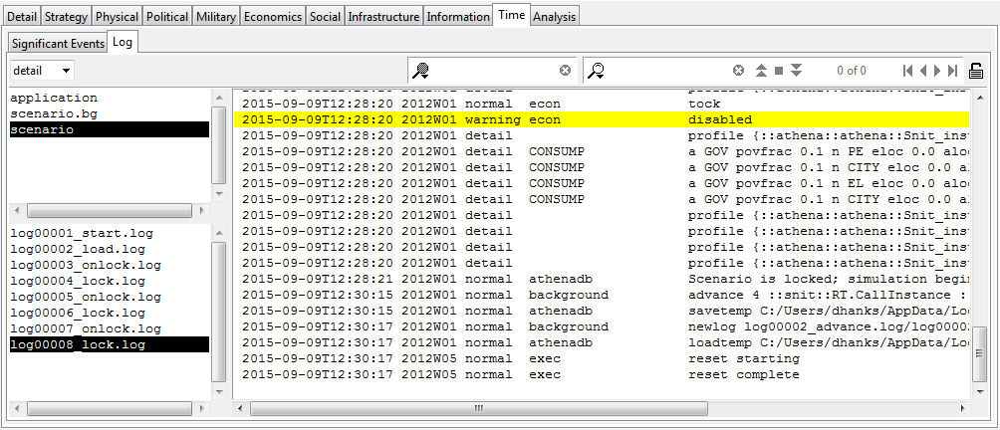 Detail Strategy Physical Political Military Economics Social Infrastructure Information Time Analysis
Significant Events Log
detail 0 of 0
application
scenario.bg
scenario
log00001_start.log
log00002_load.log
log00003_onlock.log
log00004_lock.log
log00005_onlock.log
log00006_lock.log
log00007_onlock.log
log00008_lock.log
2015-09-09T12:28:20 2012W01 normal econ tock
2015-09-09T12:28:20 2012W01 warning econ disabled
2015-09-09T12:28:20 2012W01 detail profile {::athena::athena::Snit_inst
2015-09-09T12:28:20 2012W01 detail CONSUMP a GOV povfrac 0.1 n PE eloc 0.0 aloc
2015-09-09T12:28:20 2012W01 detail CONSUMP a GOV povfrac 0.1 n CITY eloc 0.0 al
2015-09-09T12:28:20 2012W01 detail CONSUMP a GOV povfrac 0.1 n EL eloc 0.0 aloc
2015-09-09T12:28:20 2012W01 detail CONSUMP a GOV povfrac 0.1 n CITY eloc 0.0 al
2015-09-09T12:28:20 2012W01 detail profile {::athena::athena::Snit_inst
2015-09-09T12:28:20 2012W01 detail profile {::athena::athena::Snit_inst
2015-09-09T12:28:20 2012W01 detail profile {::athena::athena::Snit_inst
2015-09-09T12:28:20 2012W01 detail profile {::athena::athena::Snit_inst
2015-09-09T12:28:21 2012W01 normal athenadb Scenario is locked; simulation begin
2015-09-09T12:30:15 2012W01 normal background advance 4 ::snit::RT.CallInstance :
2015-09-09T12:30:15 2012W01 normal athenadb savetemp C:/Users/dhanks/AppData/Loc
2015-09-09T12:30:17 2012W01 normal background newlog log00002_advance.log/log00002
2015-09-09T12:30:17 2012W01 normal athenadb loadtemp C:/Users/dhanks/AppData/Loc
2015-09-09T12:30:17 2012W05 normal exec reset starting
2015-09-09T12:30:17 2012W05 normal exec reset complete